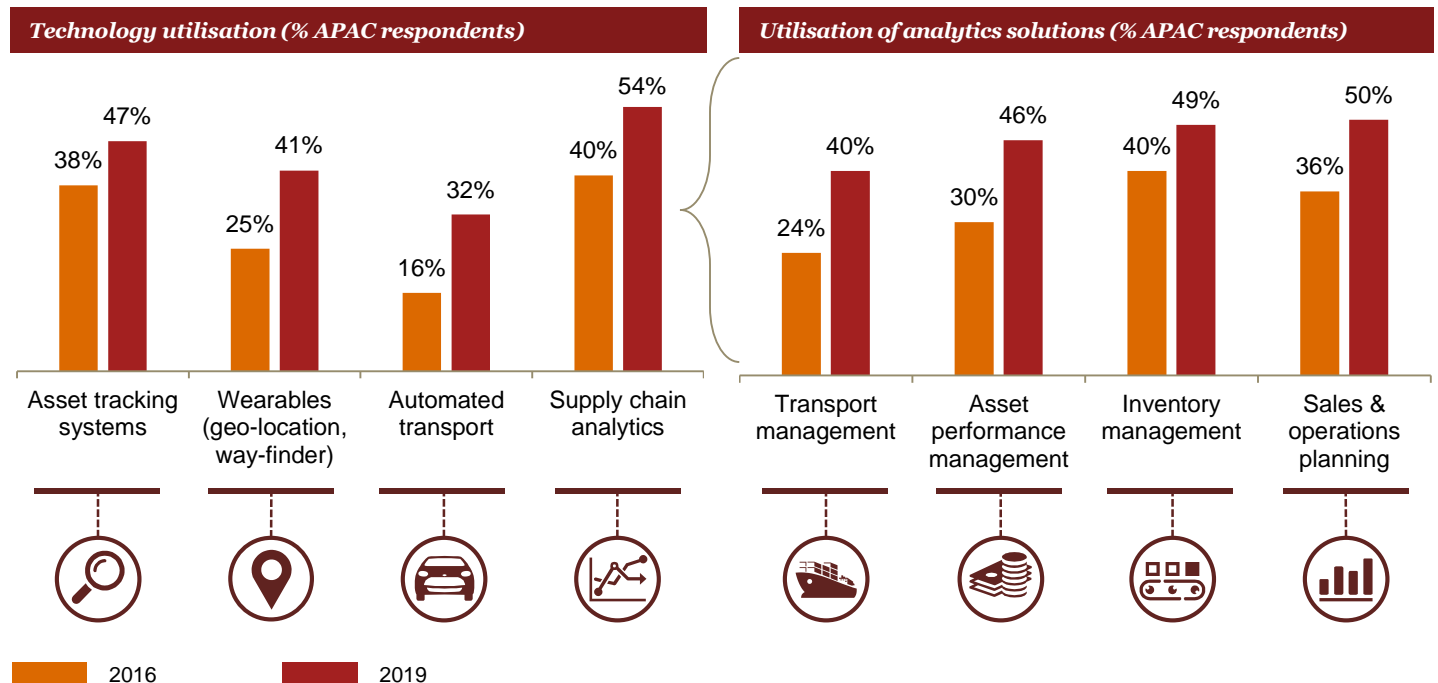 Technology utilisation (% APAC respondents)
47%
38%
41%
25%
32%
16%
54%
40%
Asset tracking
systems
Wearables
(geo-location,
way-finder)
Automated
transport
Supply chain
analytics
Utilisation of analytics solutions (% APAC respondents)
40%
24%
46%
30%
49%
40%
50%
36%
Transport
management
Asset
performance
management
Inventory
management
Sales &
operations
planning
2016
2019